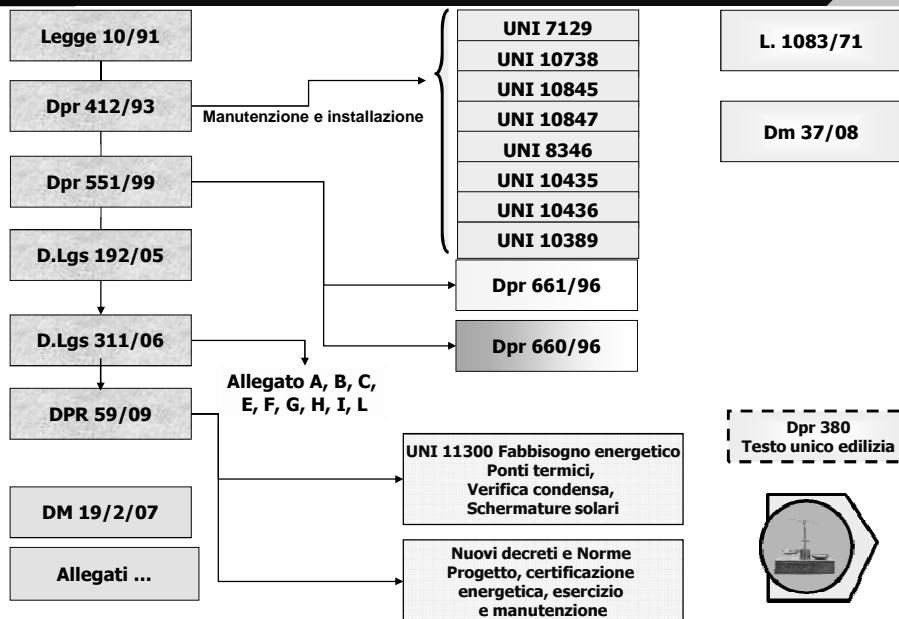 Legge 10/91
Dpr 412/93
Manutenzione e installazione
Dpr 551/99
D.Lgs 192/05
D.Lgs 311/06
Allegato A, B, C,
E, F, G, H, I, L
DPR 59/09
DM 19/2/07
Allegati ...
UNI 7129
UNI 10738
UNI 10845
UNI 10847
UNI 8346
UNI 10435
UNI 10436
UNI 10389
Dpr 661/96
Dpr 660/96
UNI 11300 Fabbisogno energetico
Ponti termici,
Verifica condensa,
Schermature solari
Nuovi decreti e Norme
Progetto, certificazione
energetica, esercizio
e manutenzione
L. 1083/71
Dm 37/08
Dpr 380
Testo unico edilizia